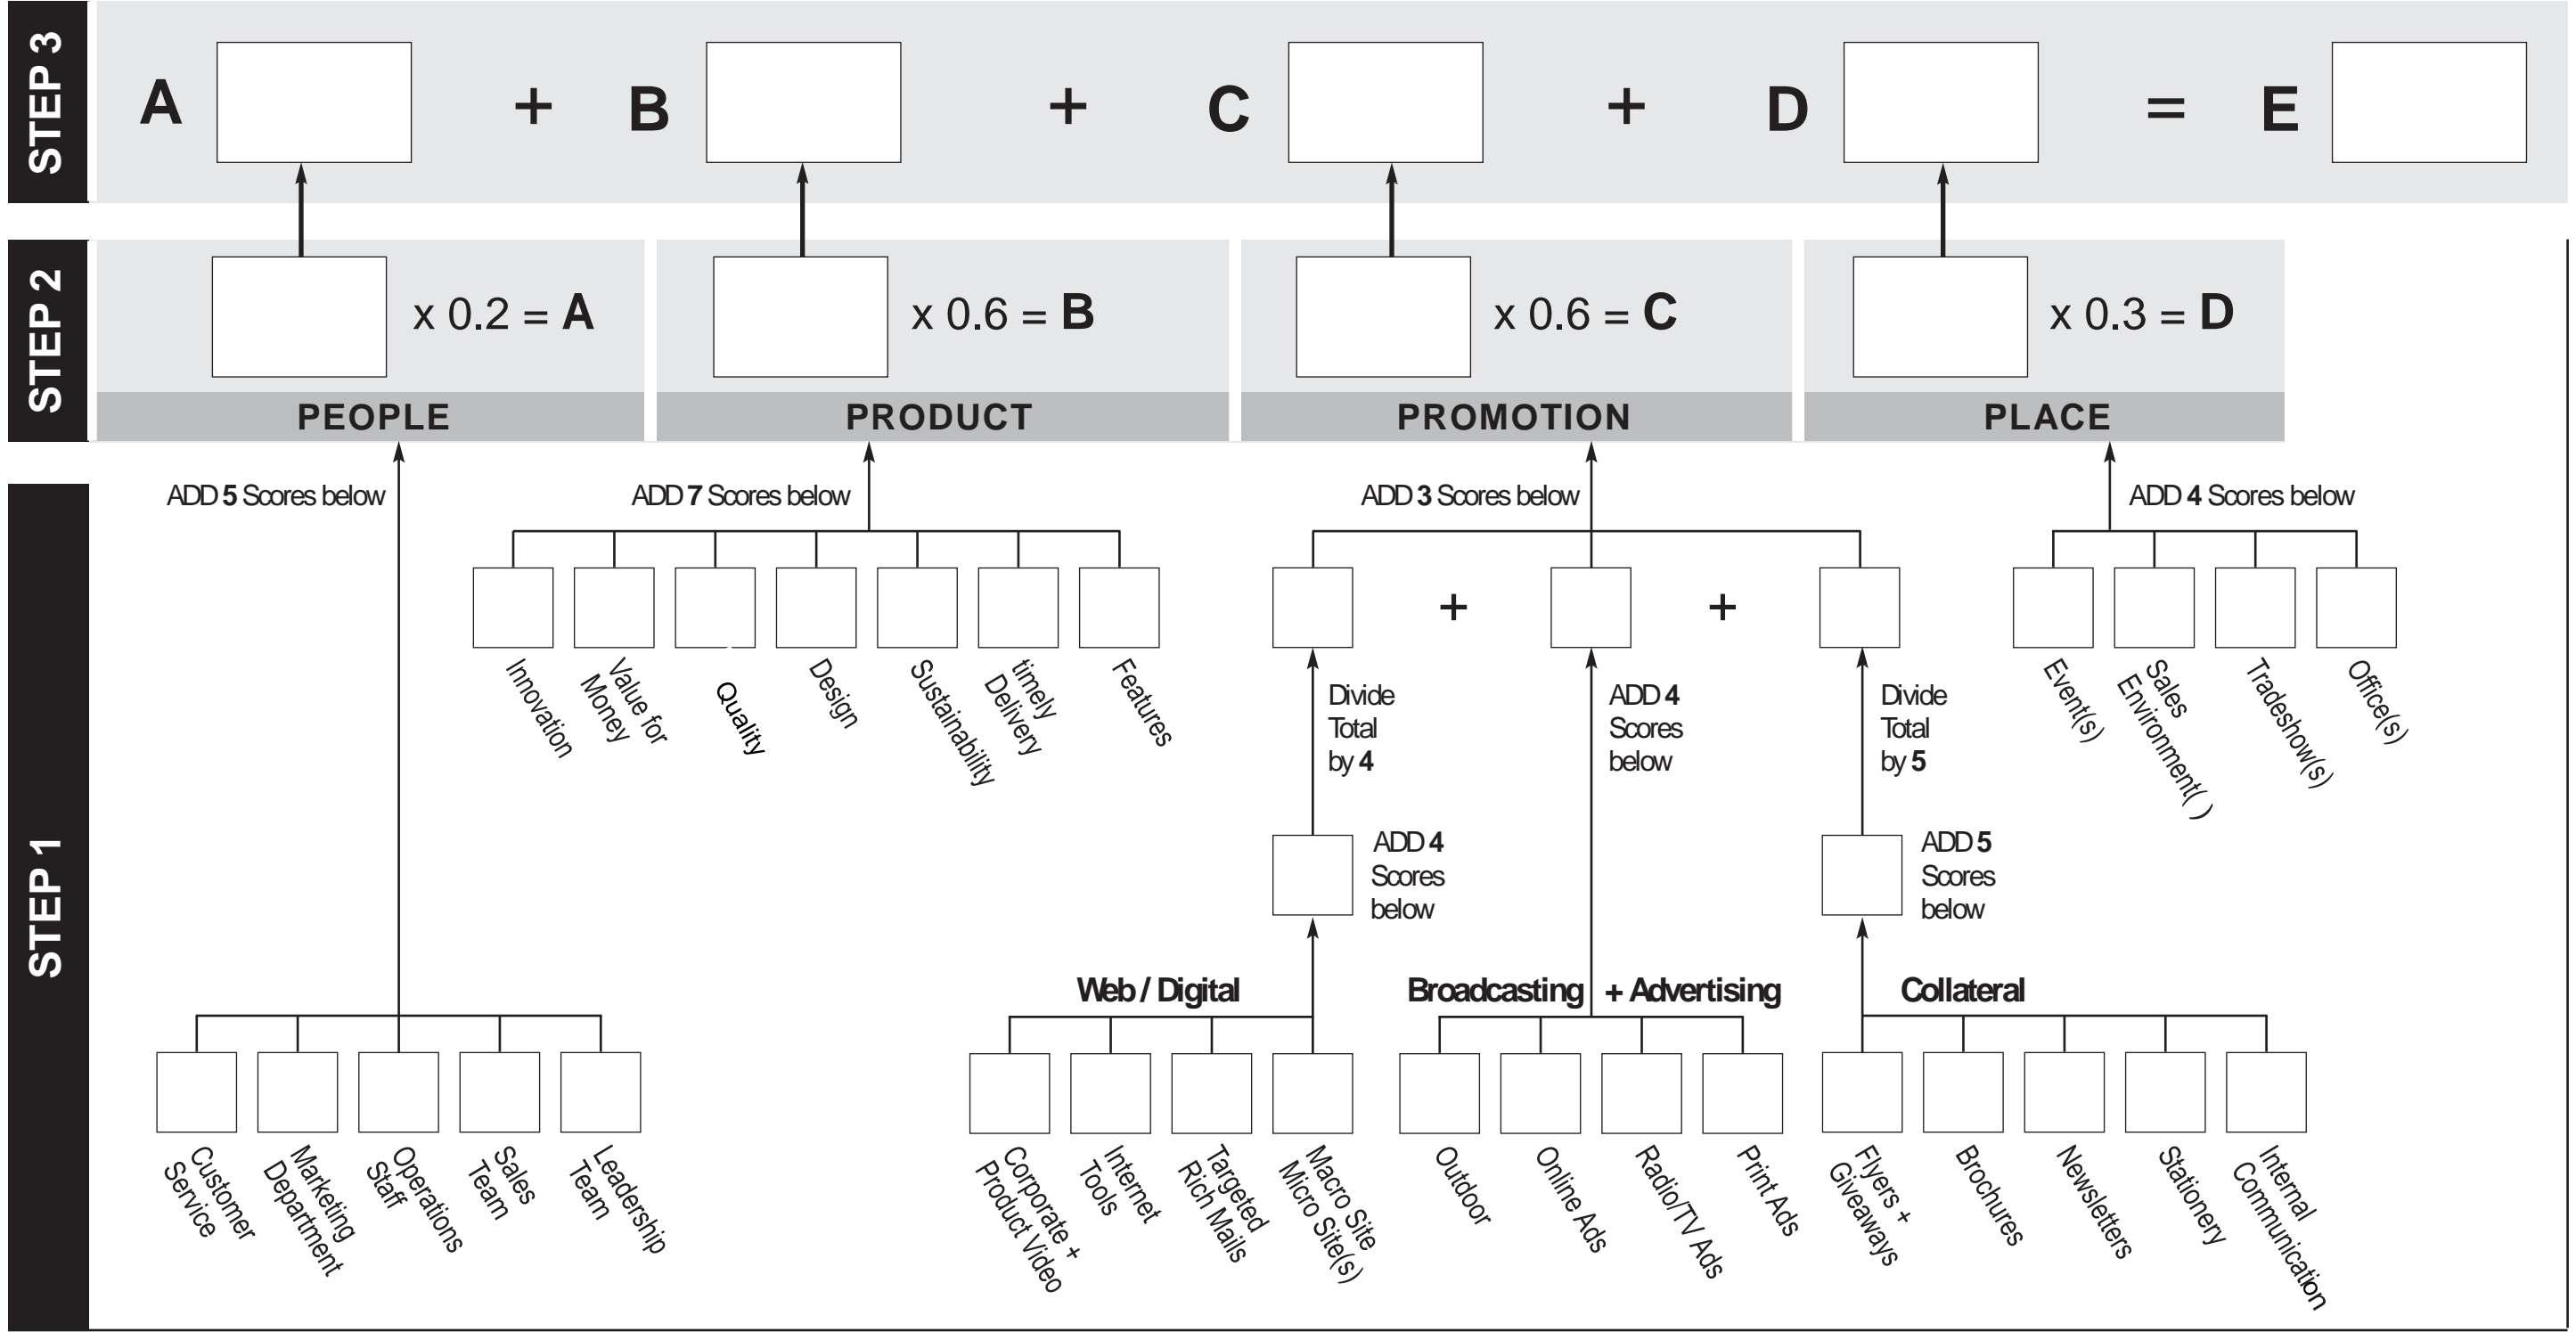 STEP 3
A + B + C + D = E
STEP 2
x 0.2 = A
x 0.6 = B
x 0.6 = C
x 0.3 = D
PEOPLE
PRODUCT
PROMOTION
PLACE
STEP 1
ADD 5 Scores below
ADD 7 Scores below
ADD 3 Scores below
ADD 4 Scores below
+
+
Innovation
Value for
Money
Quality
Design
Sustainability
timely
Delivery
Features
Divide
Total
by 4
ADD 4
Scores
below
Divide
Total
by 5
Event(s)
Sales
Environment( )
Tradeshow(s)
Office(s)
ADD 4
Scores
below
ADD 5
Scores
below
Web / Digital
Broadcasting + Advertising
Collateral
Customer
Service
Marketing
Department
Operations
Staff
Sales
Team
Leadership
Team
Corporate +
Product Video
Internet
Tools
Targeted
Rich Mails
Macro Site
Micro Site(s)
Outdoor
Online Ads
Radio/TV Ads
Print Ads
Flyers +
Giveaways
Brochures
Newsletters
Stationery
Internal
Communication